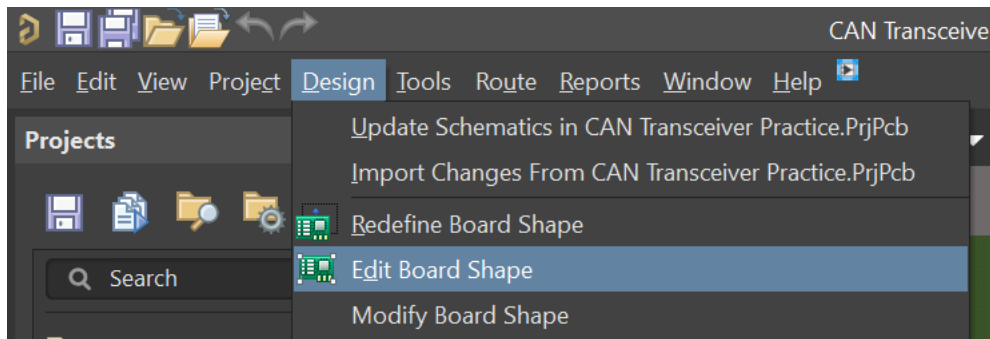 CAN Transceive
File Edit View Project Design Tools Route Reports Window Help
Projects
Update Schematics in CAN Transceiver Practice.PrjPcb
Import Changes From CAN Transceiver Practice.PrjPcb
Redefine Board Shape
Search
Edit Board Shape
Modify Board Shape